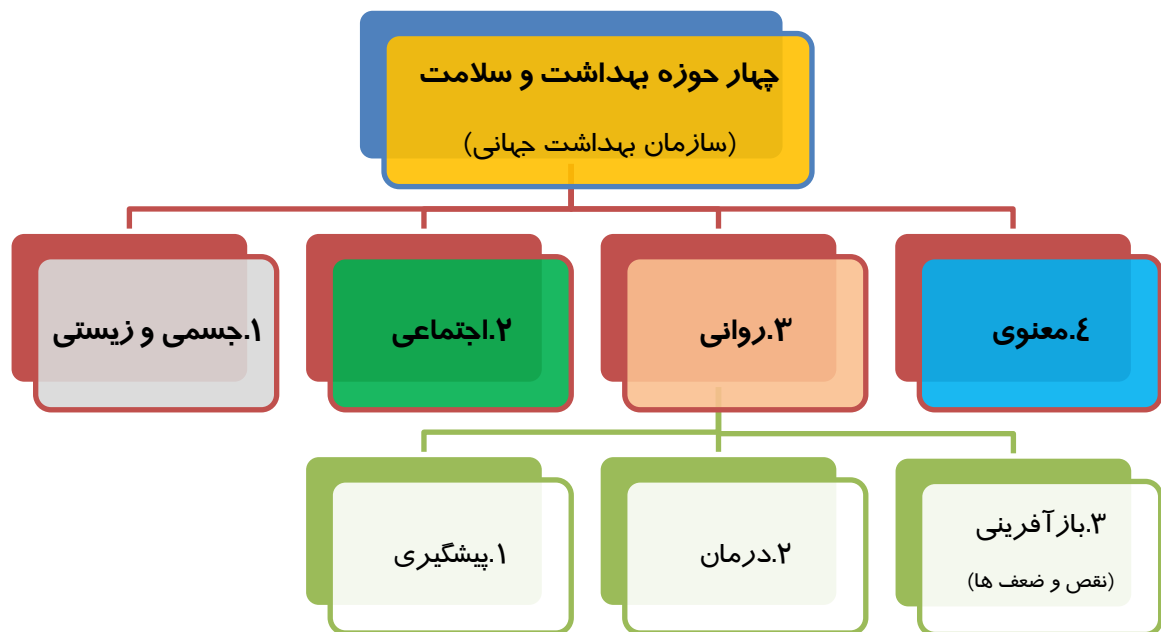 چهار حوزه بهداشت و سلامت
(سازمان بهداشت جهانی)
۱.جسمی و زیستی
۲.اجتماعی
۳.روانی
۴.معنوی
۱.پیشگیری
۲.درمان
۳.بازآفرینی
(نقص و ضعف ها)